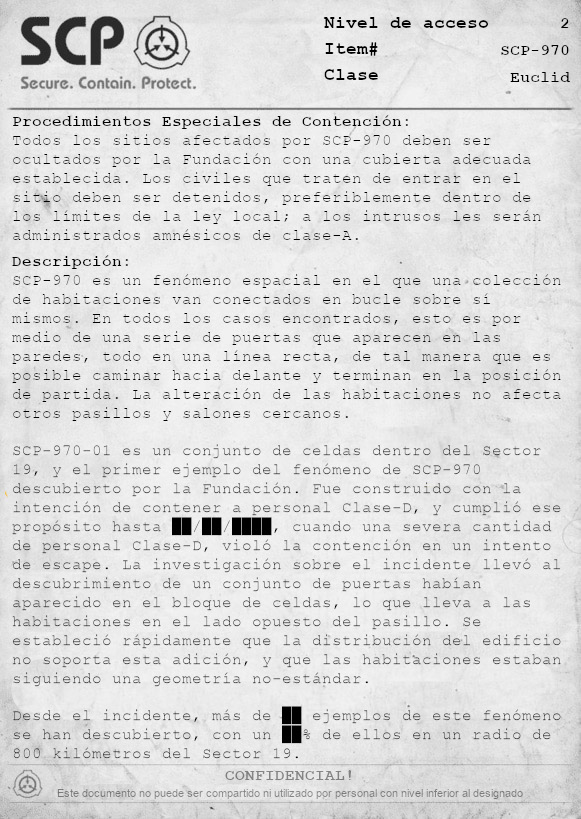 SCP
Secure. Contain. Protect.
Nivel de acceso 2
Item# SCP-970
Clase Euclid
Procedimientos Especiales de Contención:
Todos los sitios afectados por SCP-970 deben ser
ocultados por la Fundación con una cubierta adecuada
establecida. Los civiles que traten de entrar en el
sitio deben ser detenidos, preferiblemente dentro de
los límites de la ley local; a los intrusos les serán
administrados amnésicos de clase-A.
Descripción:
SCP-970 es un fenómeno espacial en el que una colección
de habitaciones van conectados en bucle sobre sí
mismos. En todos los casos encontrados, esto es por
medio de una serie de puertas que aparecen en las
paredes, todo en una línea recta, de tal manera que es
posible caminar hacia delante y terminan en la posición
de partida. La alteración de las habitaciones no afecta
otros pasillos y salones cercanos.
SCP-970-01 es un conjunto de celdas dentro del Sector
19, y el primer ejemplo del fenómeno de SCP-970
descubierto por la Fundación. Fue construido con la
intención de contener a personal Clase-D, y cumplió ese
propósito hasta ██/██/████, cuando una severa cantidad
de personal Clase-D, violó la contención en un intento
de escape. La investigación sobre el incidente llevó al
descubrimiento de un conjunto de puertas habían
aparecido en el bloque de celdas, lo que lleva a las
habitaciones en el lado opuesto del pasillo. Se
estableció rápidamente que la distribución del edificio
no soporta esta adición, y que las habitaciones estaban
siguiendo una geometría no-estándar.
Desde el incidente, más de ██ ejemplos de este fenómeno
se han descubierto, con un ██% de ellos en un radio de
800 kilómetros del Sector 19.
CONFIDENCIAL!
Este documento no puede ser compartido ni utilizado por personal con nivel inferior al designado